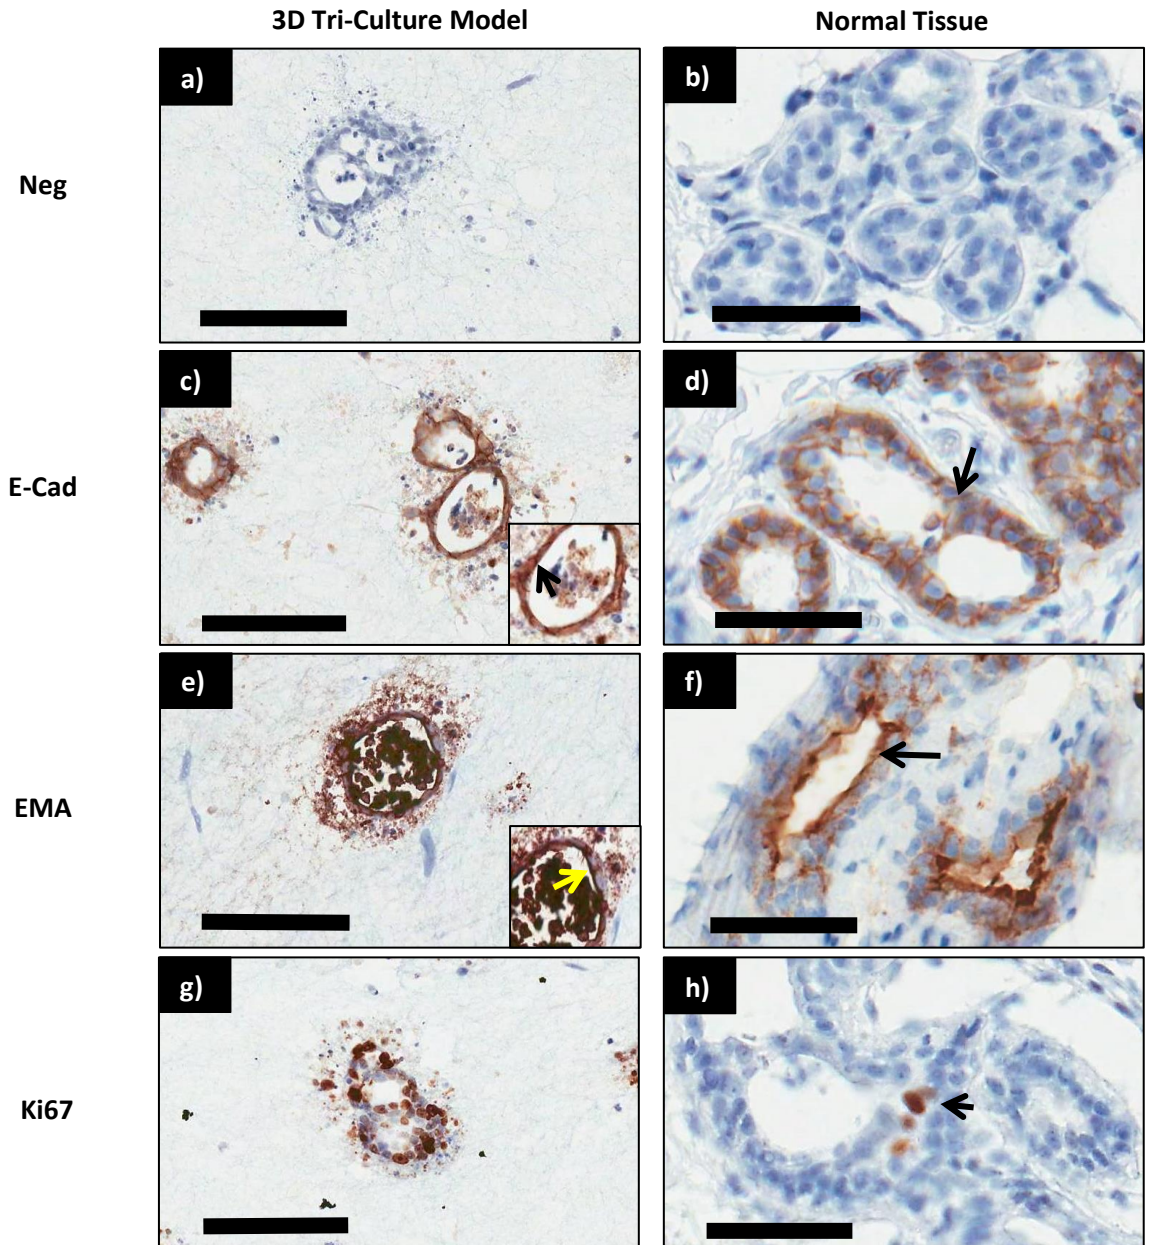 3D Tri-Culture Model Normal Tissue
Neg a) b)
E-Cad c) d)
EMA e) f)
Ki67 g) h)